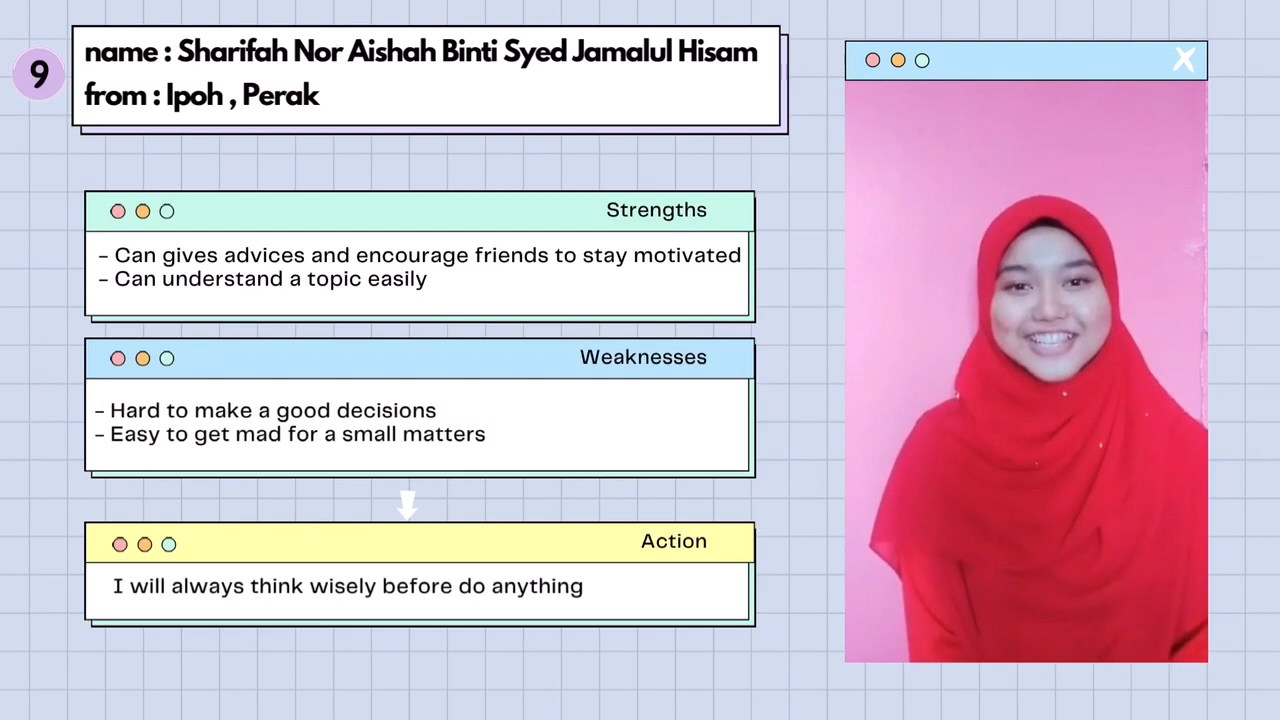 9
name : Sharifah Nor Aishah Binti Syed Jamalul Hisam
from : Ipoh , Perak
Strengths
- Can gives advices and encourage friends to stay motivated
- Can understand a topic easily
Weaknesses
- Hard to make a good decisions
- Easy to get mad for a small matters
Action
I will always think wisely before do anything